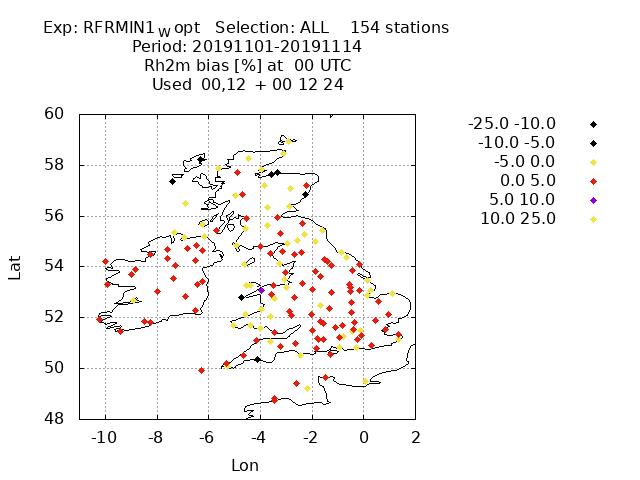 Exp: RFRMIN1_W opt   Selection: ALL    154 stations
Period: 20191101-20191114
Rh2m bias [%] at  00 UTC
Used  00,12  + 00 12 24
-25.0 -10.0
-10.0 -5.0
-5.0 0.0
0.0 5.0
5.0 10.0
10.0 25.0
60
58
56
54
52
50
48
Lat
-10 -8 -6 -4 -2 0 2
Lon